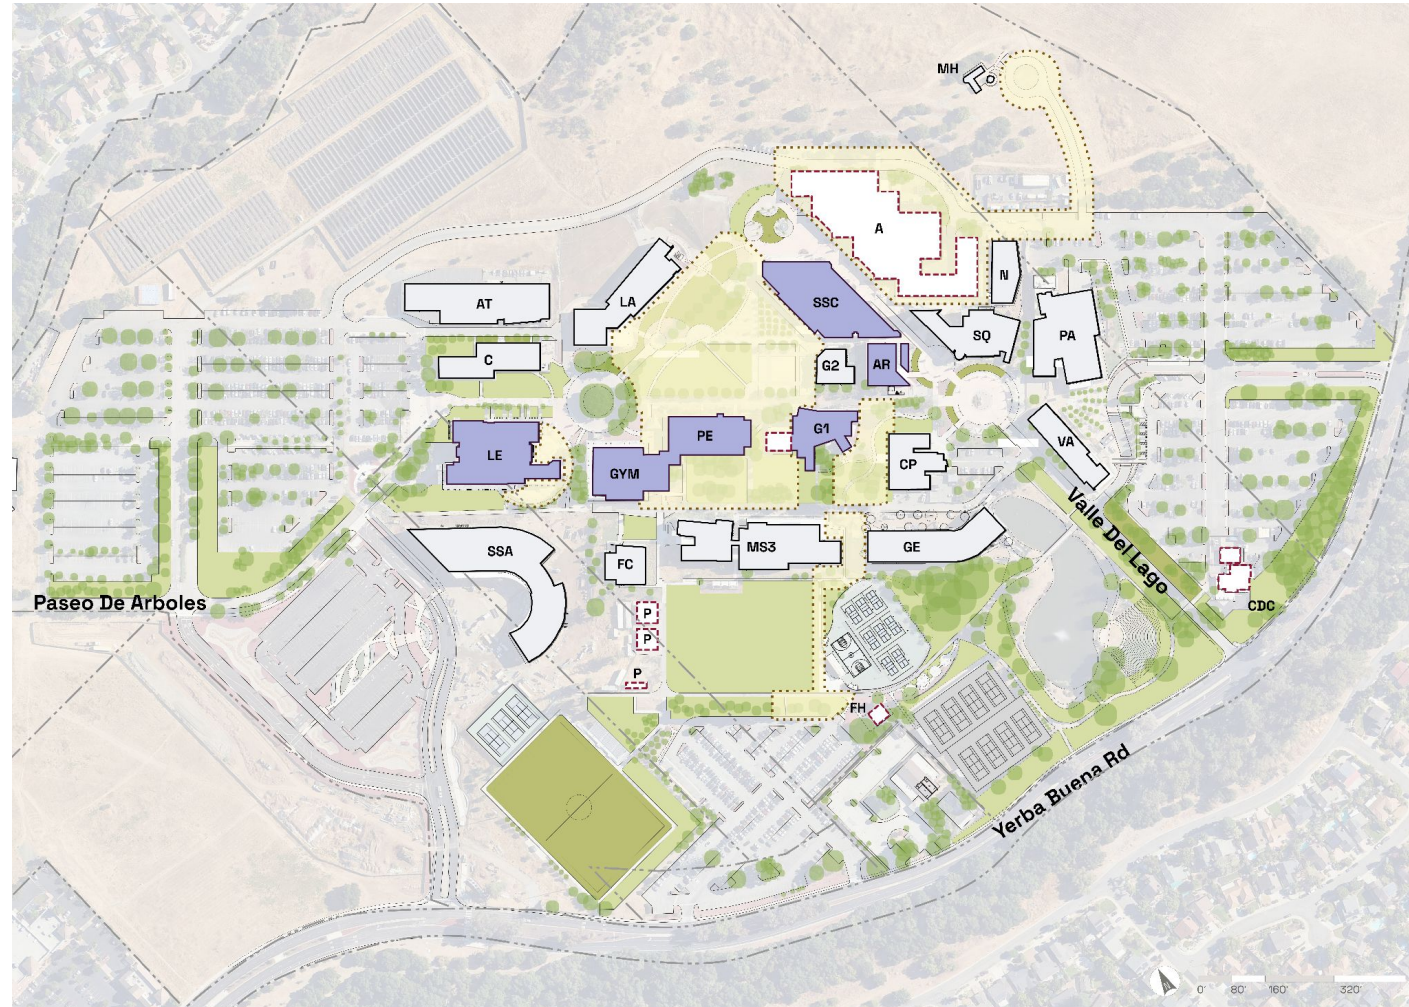 MH
A
N
LA
AT
SSC
SQ
PA
C
G2
AR
G1
PE
VA
LE
CP
GYM
Valle Del Lago
MS3
GE
SSA
FC
Paseo De Arboles
CDC
P
P
P
FH
Yerba Buena Rd
N
0' 80' 160' 320'